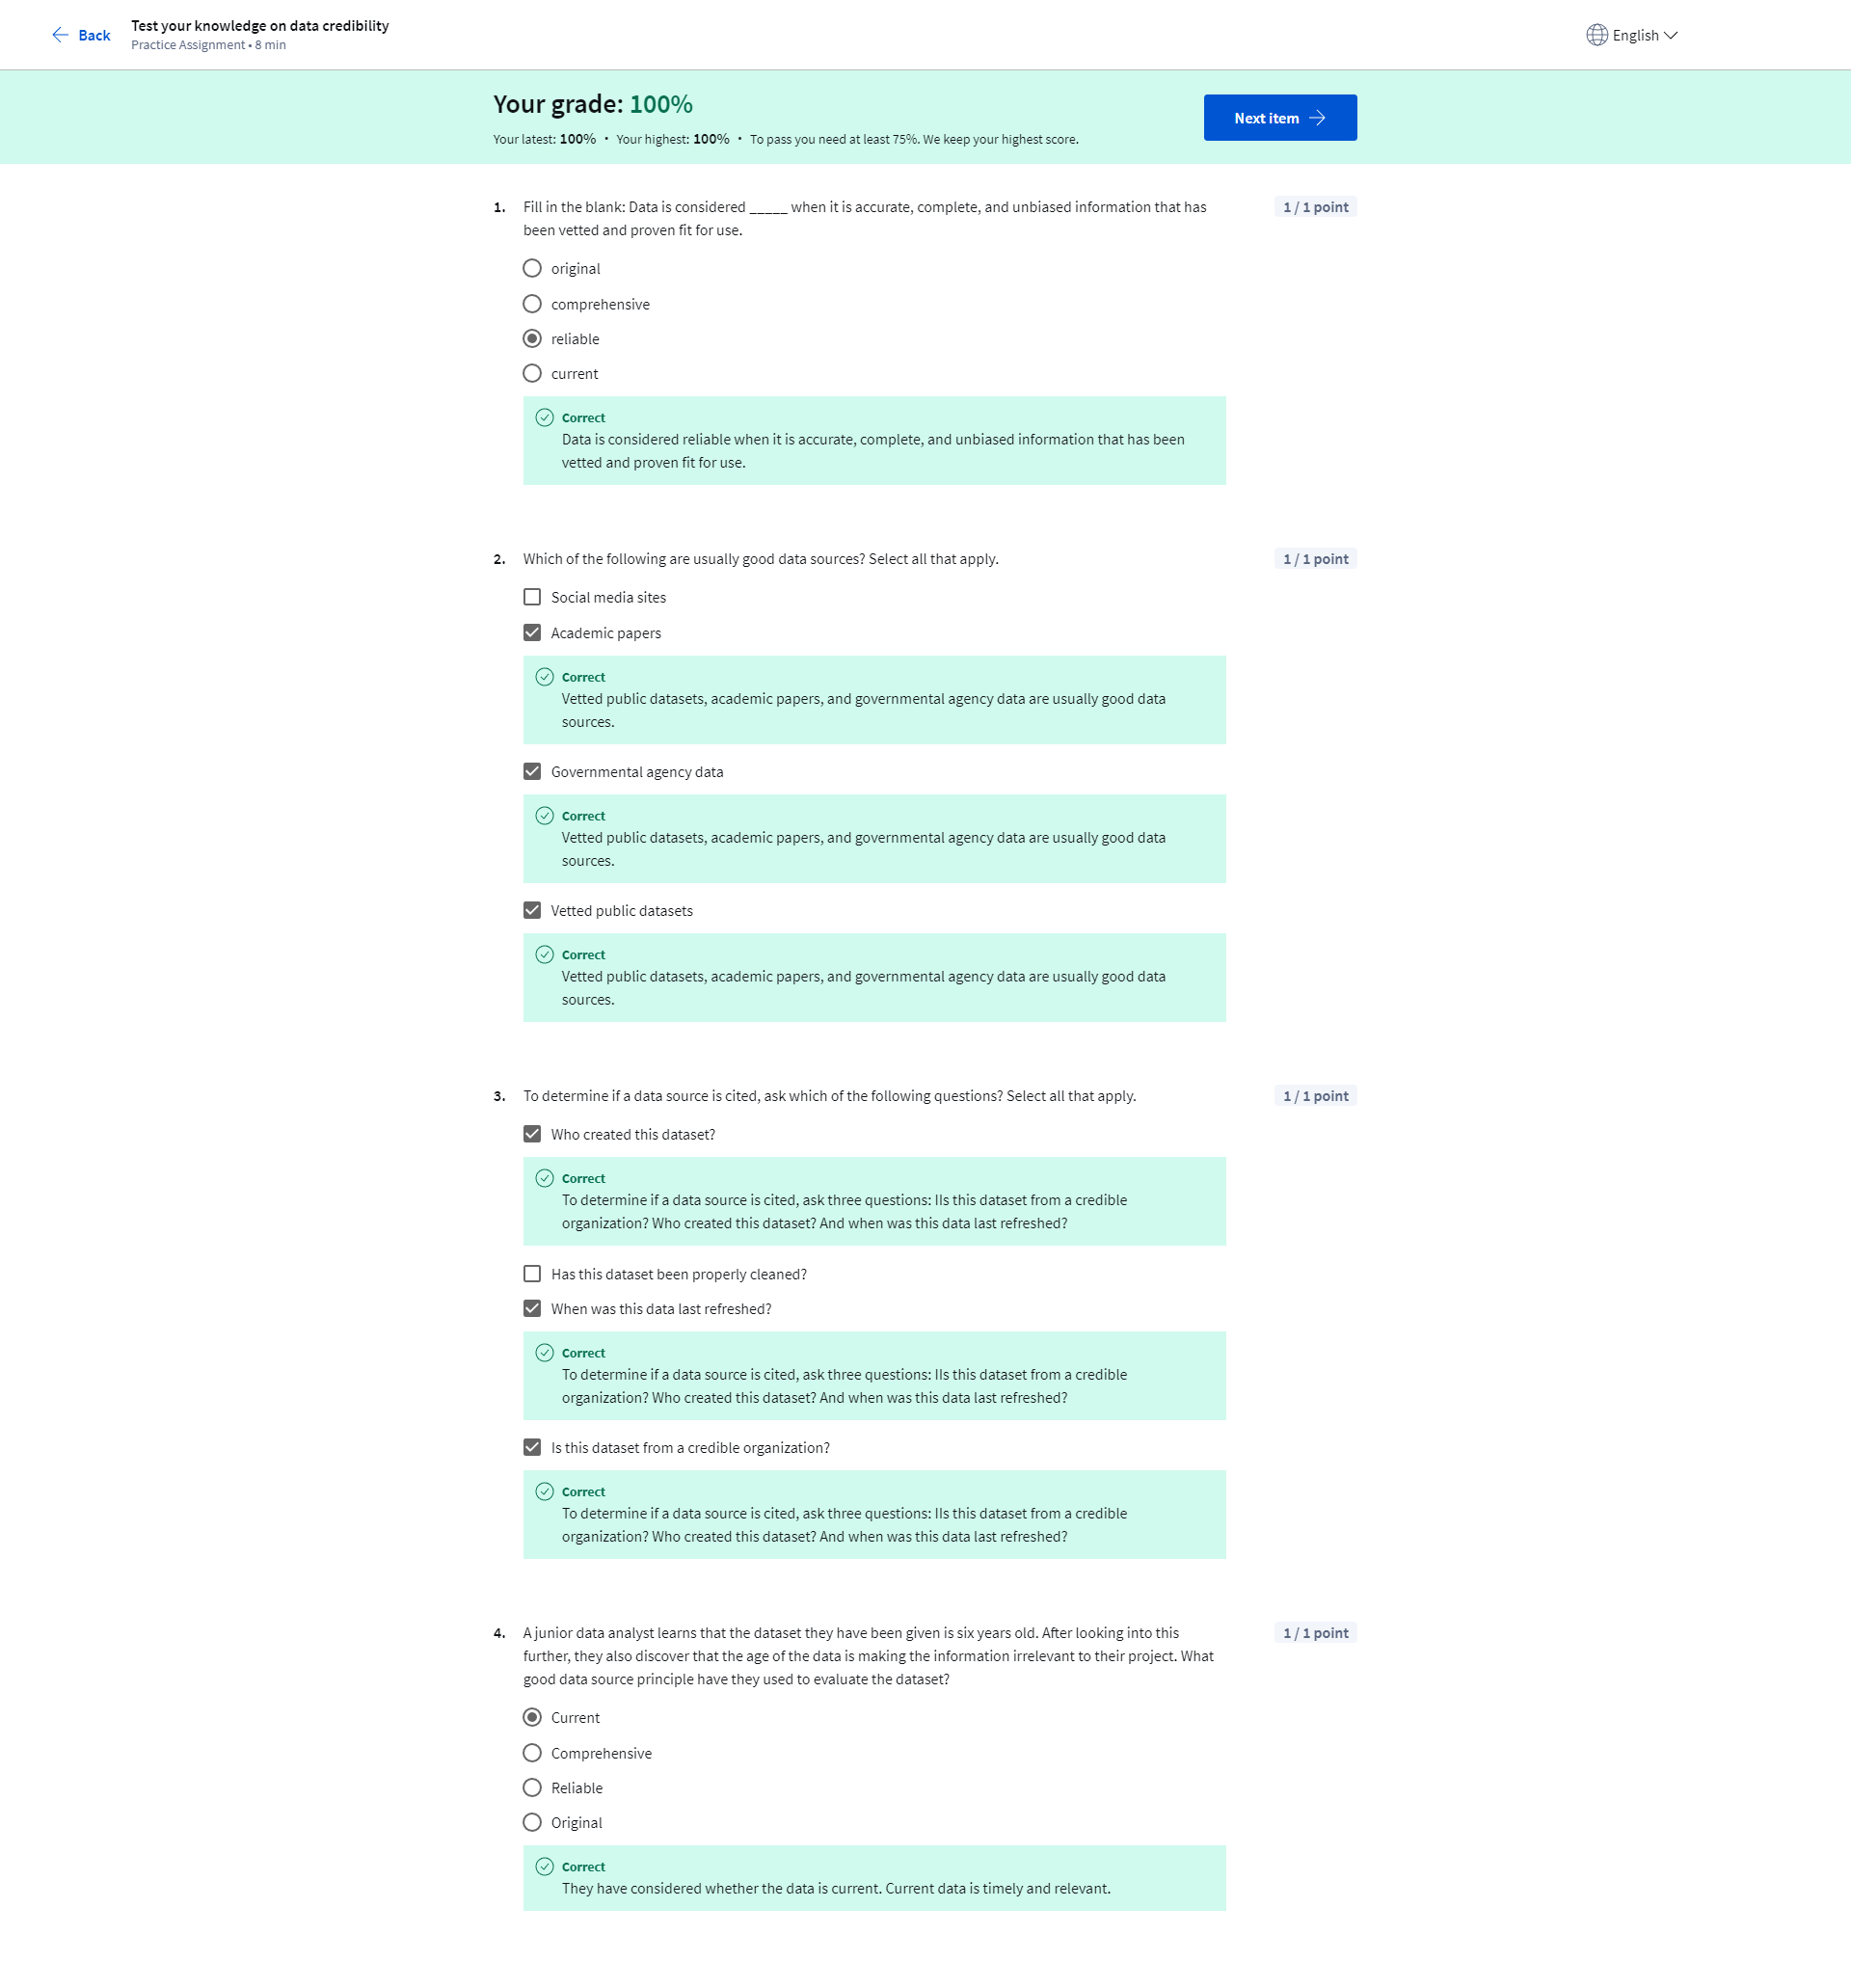 Back
Test your knowledge on data credibility
Practice Assignment • 8 min
English
Your grade: 100%
Your latest: 100% • Your highest: 100% • To pass you need at least 75%. We keep your highest score.
Next item
1. Fill in the blank: Data is considered _____ when it is accurate, complete, and unbiased information that has
been vetted and proven fit for use.
1 / 1 point
original
comprehensive
reliable
current
Correct
Data is considered reliable when it is accurate, complete, and unbiased information that has been
vetted and proven fit for use.
2. Which of the following are usually good data sources? Select all that apply.
1 / 1 point
Social media sites
Academic papers
Correct
Vetted public datasets, academic papers, and governmental agency data are usually good data
sources.
Governmental agency data
Correct
Vetted public datasets, academic papers, and governmental agency data are usually good data
sources.
Vetted public datasets
Correct
Vetted public datasets, academic papers, and governmental agency data are usually good data
sources.
3. To determine if a data source is cited, ask which of the following questions? Select all that apply.
1 / 1 point
Who created this dataset?
Correct
To determine if a data source is cited, ask three questions: IIs this dataset from a credible
organization? Who created this dataset? And when was this data last refreshed?
Has this dataset been properly cleaned?
When was this data last refreshed?
Correct
To determine if a data source is cited, ask three questions: IIs this dataset from a credible
organization? Who created this dataset? And when was this data last refreshed?
Is this dataset from a credible organization?
Correct
To determine if a data source is cited, ask three questions: IIs this dataset from a credible
organization? Who created this dataset? And when was this data last refreshed?
4. A junior data analyst learns that the dataset they have been given is six years old. After looking into this
further, they also discover that the age of the data is making the information irrelevant to their project. What
good data source principle have they used to evaluate the dataset?
1 / 1 point
Current
Comprehensive
Reliable
Original
Correct
They have considered whether the data is current. Current data is timely and relevant.